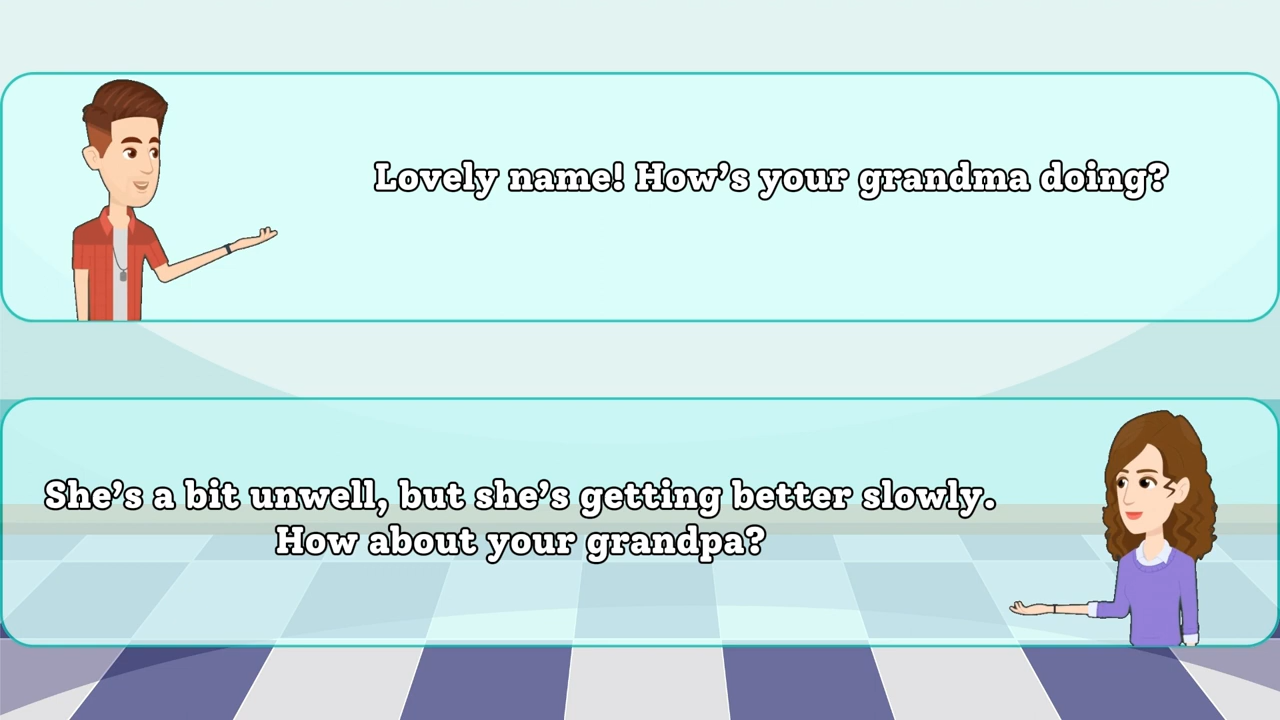 Lovely name! How's your grandma doing?
She's a bit unwell, but she's getting better slowly.
How about your grandpa?